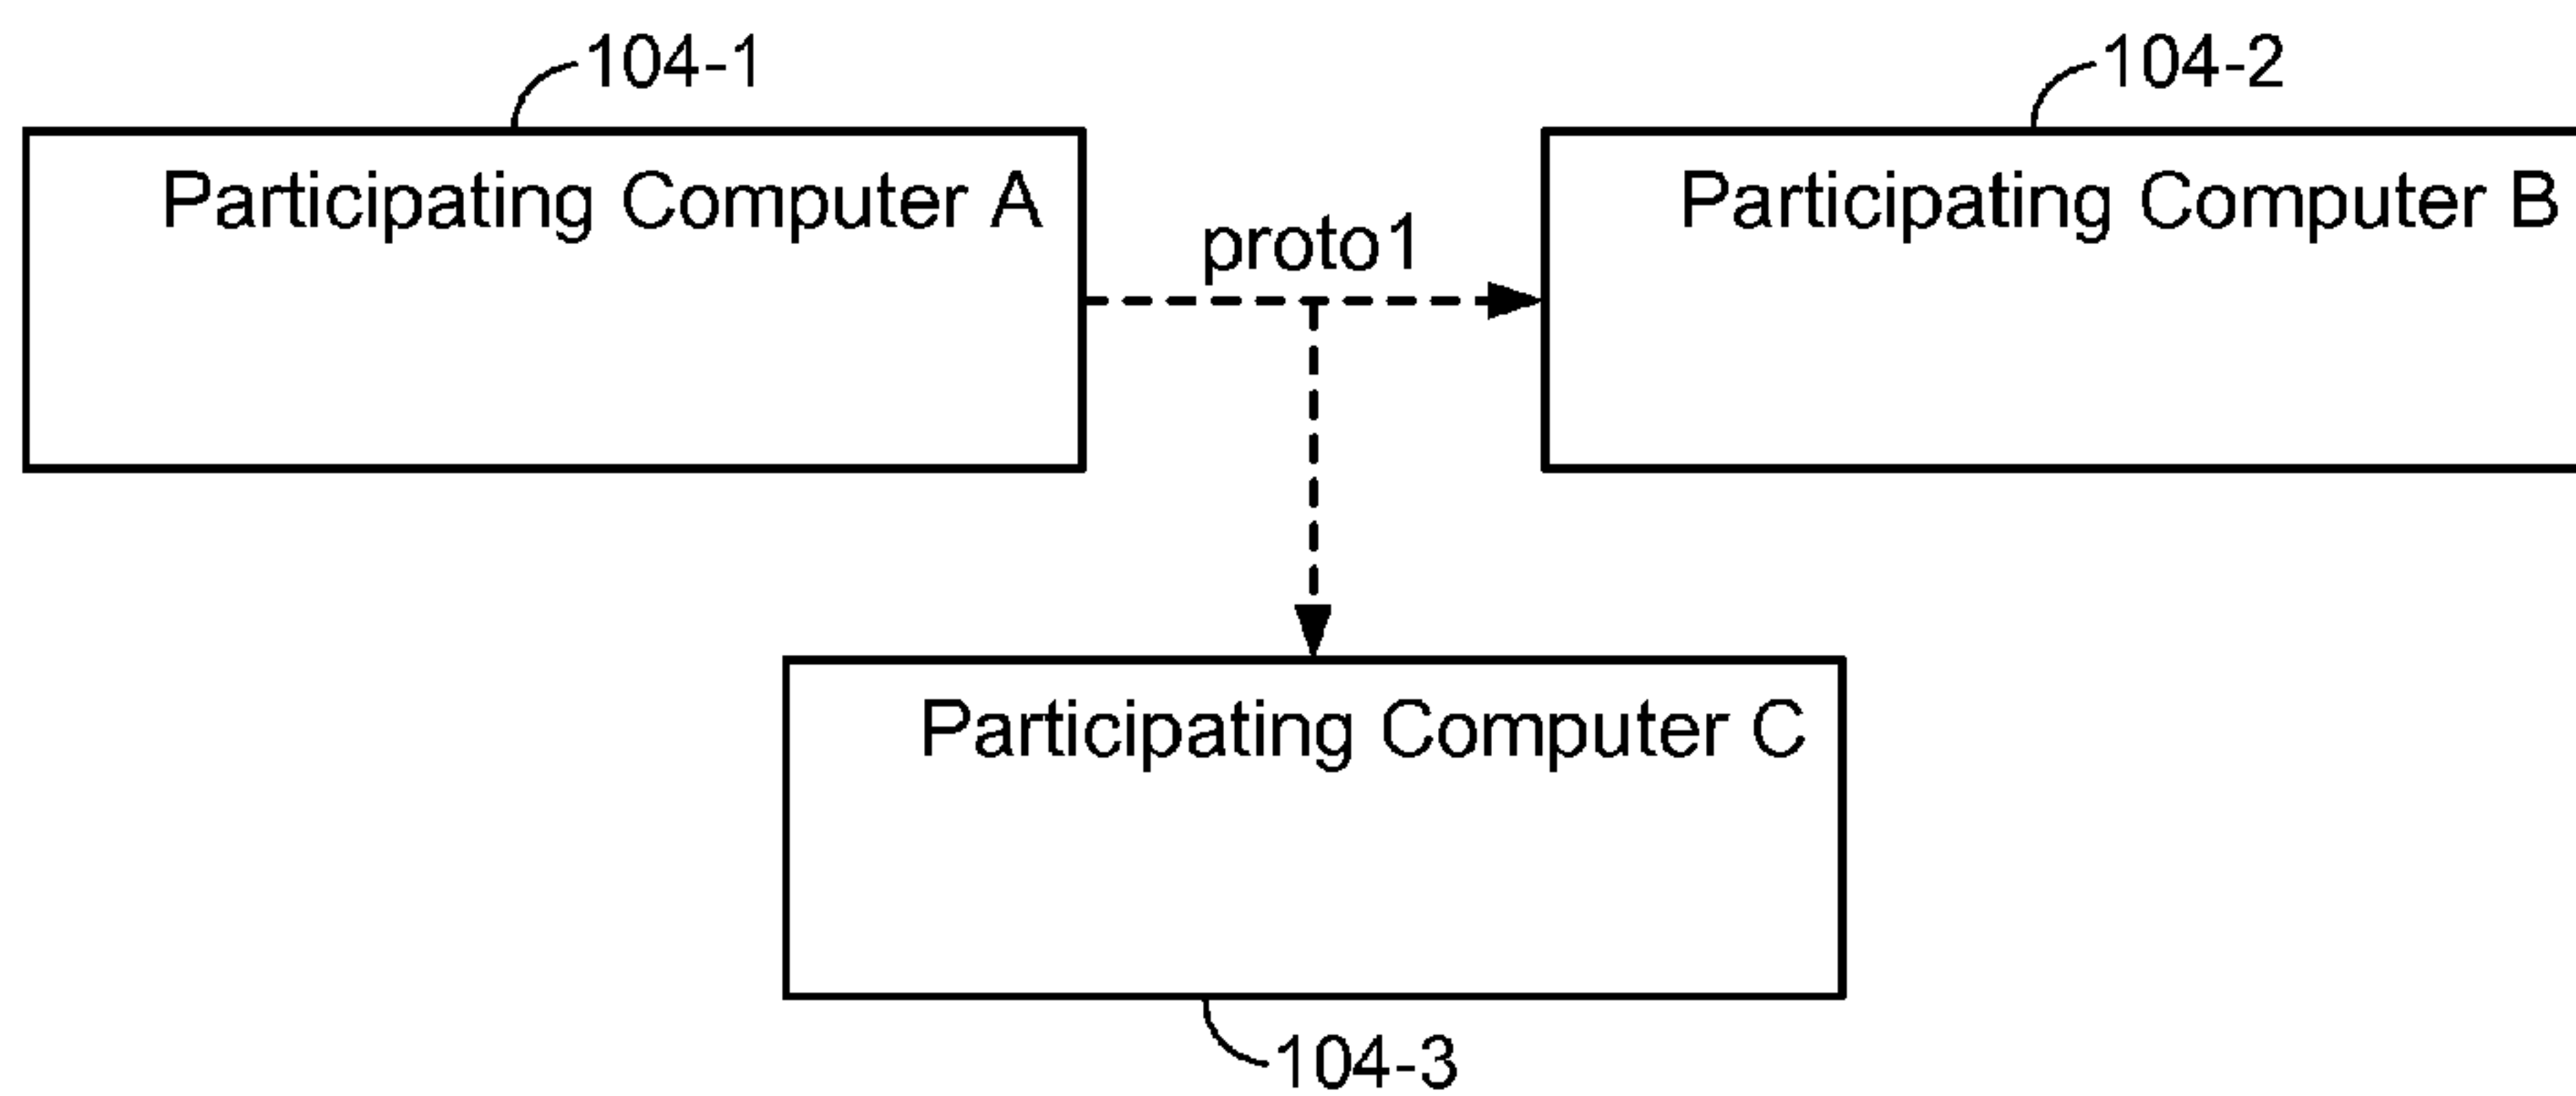 104-1
104-2
Participating Computer A
Participating Computer B
proto1
Participating Computer C
104-3